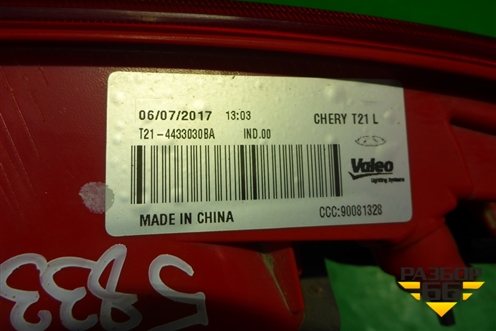 06/07/2017 13:03 CHERY T21 L
T21-4433030BA IND.00
Valeo
lighting systems
MADE IN CHINA CCC:90081328
5833
РАЗБОР
66